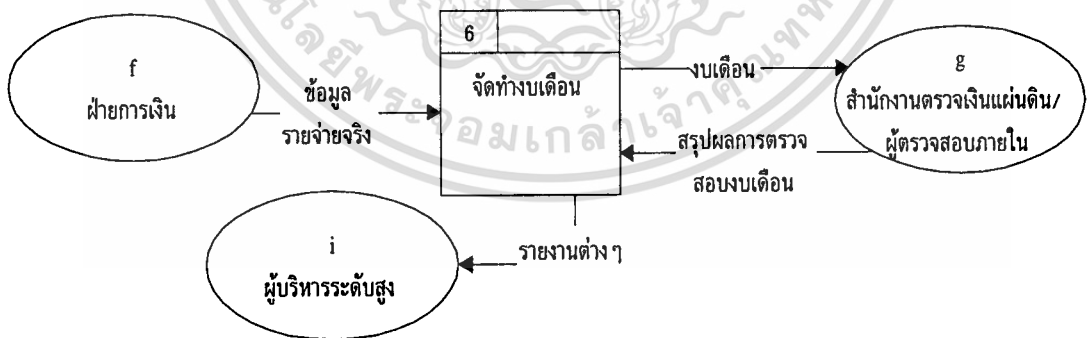 6
จัดทำงบเดือน
f
ฝ่ายการเงิน
ข้อมูล
รายจ่ายจริง
งบเดือน
g
สำนักงานตรวจเงินแผ่นดิน/
ผู้ตรวจสอบภายใน
สรุปผลการตรวจ
สอบงบเดือน
รายงานต่าง ๆ
i
ผู้บริหารระดับสูง